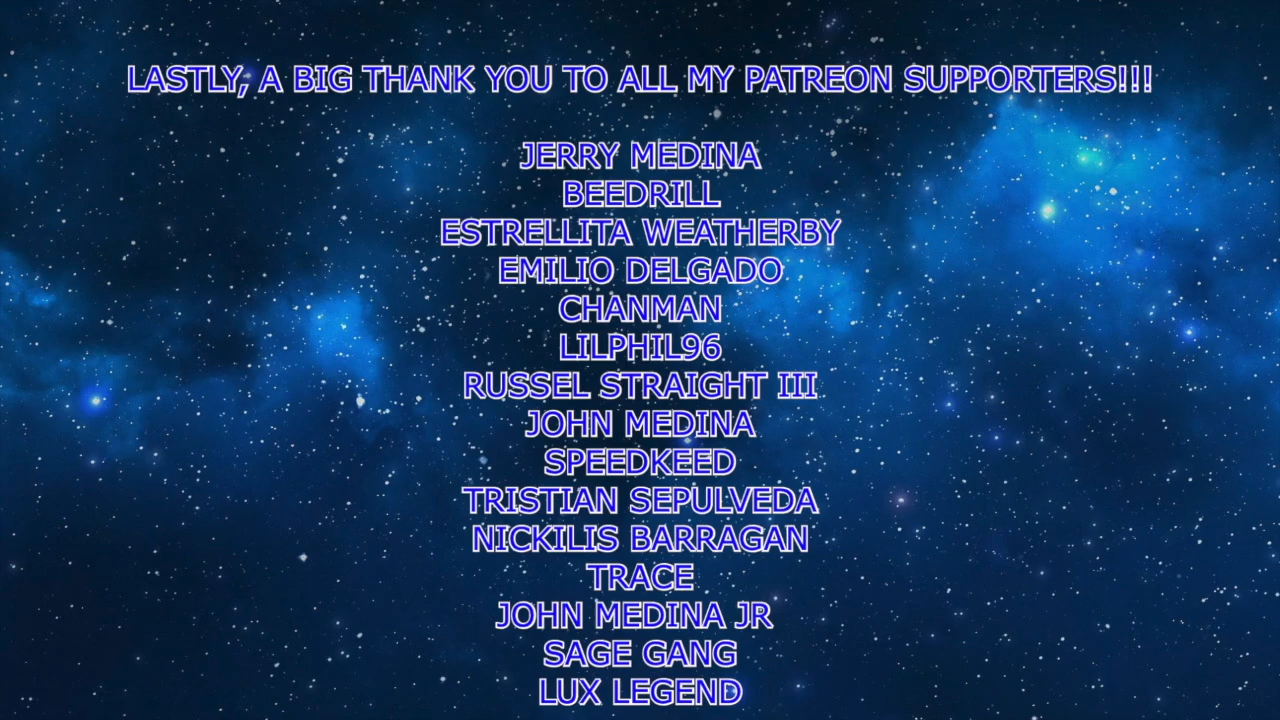 LASTLY, A BIG THANK YOU TO ALL MY PATREON SUPPORTERS!!!
JERRY MEDINA
BEEDRILL
ESTRELLITA WEATHERBY
EMILIO DELGADO
CHANMAN
LILPHIL96
RUSSEL STRAIGHT III
JOHN MEDINA
SPEEDKEED
TRISTIAN SEPULVEDA
NICKILIS BARRAGAN
TRACE
JOHN MEDINA JR
SAGE GANG
LUX LEGEND